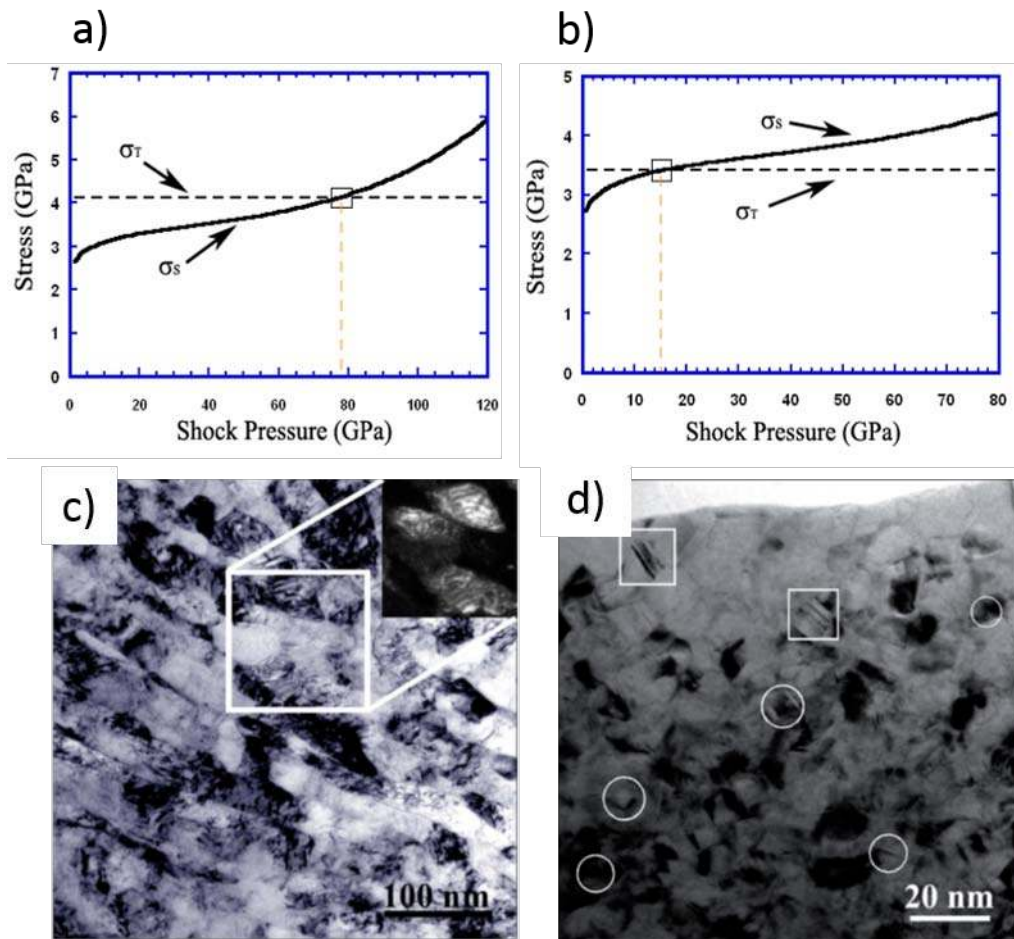 a)
b)
7
6
5
4
3
2
1
0
Stress (GPa)
σT
σS
0 20 40 60 80 100 120
Shock Pressure (GPa)
5
4
3
2
1
0
Stress (GPa)
σS
σT
0 10 20 30 40 50 60 70 80
Shock Pressure (GPa)
c)
100 nm
d)
20 nm